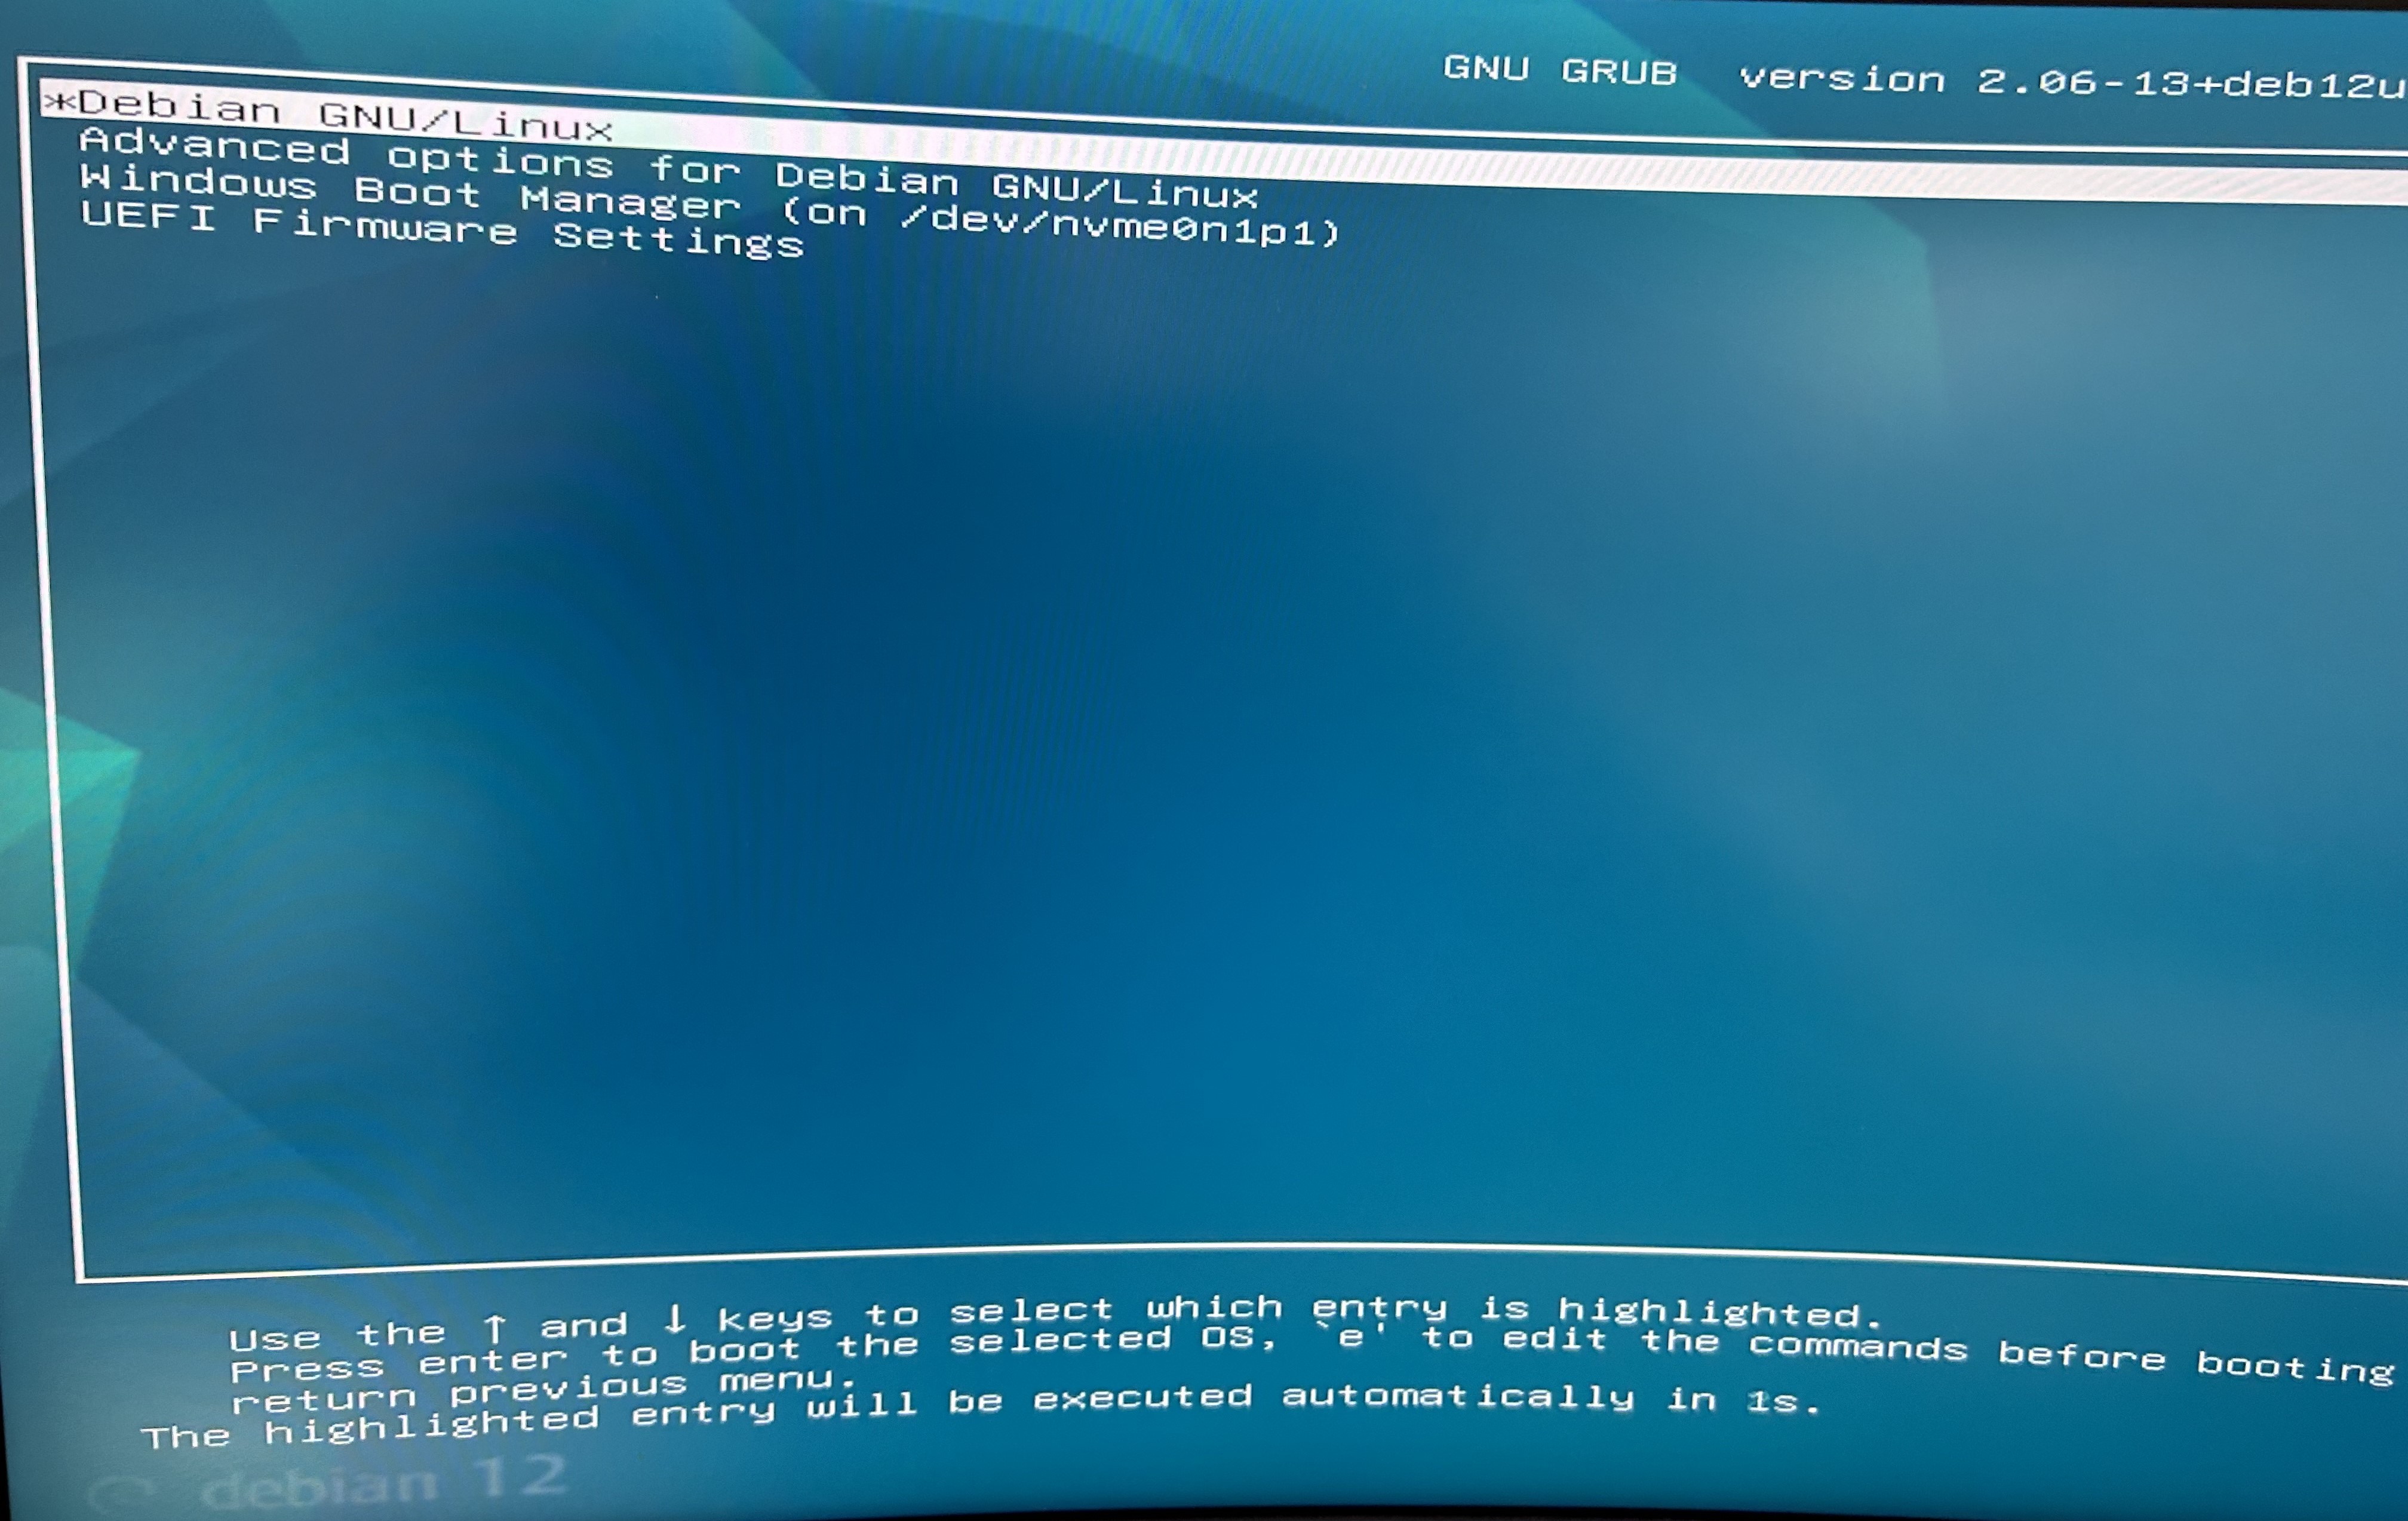 GNU GRUB version 2.06-13+deb12u
*Debian GNU/Linux
Advanced options for Debian GNU/Linux
Windows Boot Manager (on /dev/nvme0n1p1)
UEFI Firmware Settings
Use the ↑ and ↓ keys to select which entry is highlighted.
Press enter to boot the selected OS, `e' to edit the commands before booting
return previous menu.
The highlighted entry will be executed automatically in 1s.
debian 12